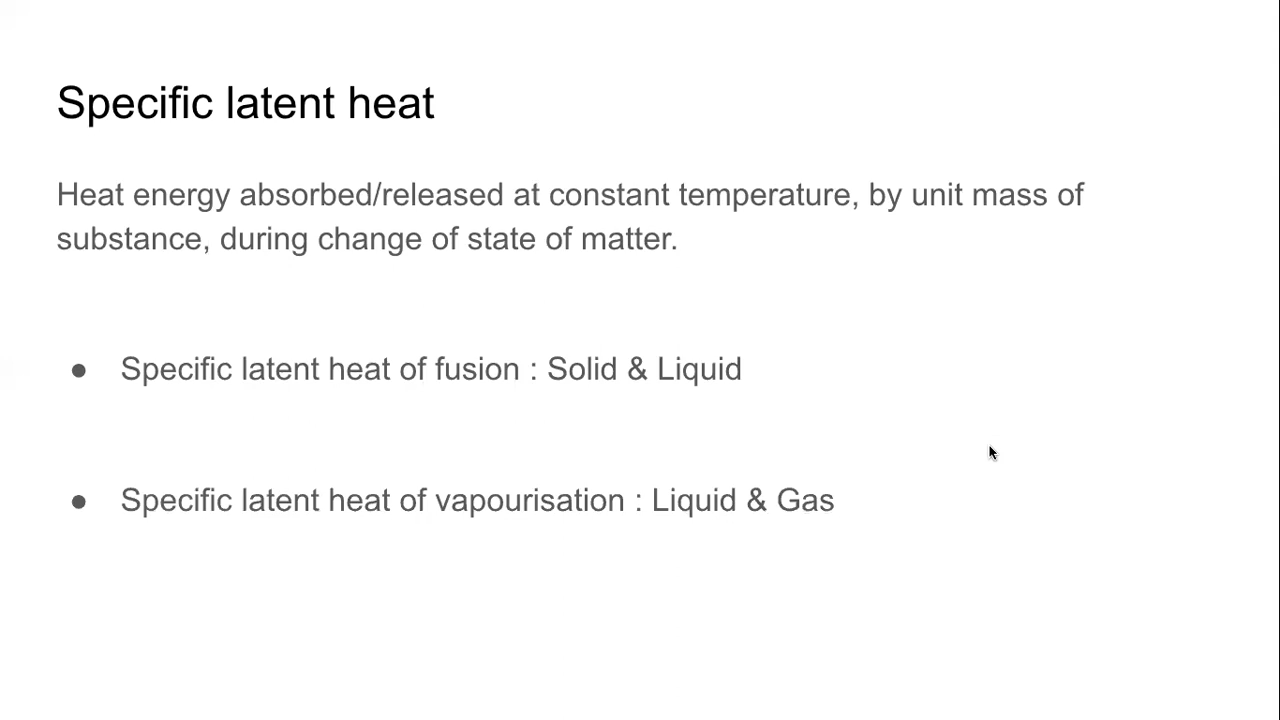 Specific latent heat
Heat energy absorbed/released at constant temperature, by unit mass of
substance, during change of state of matter.
● Specific latent heat of fusion : Solid & Liquid
● Specific latent heat of vapourisation : Liquid & Gas